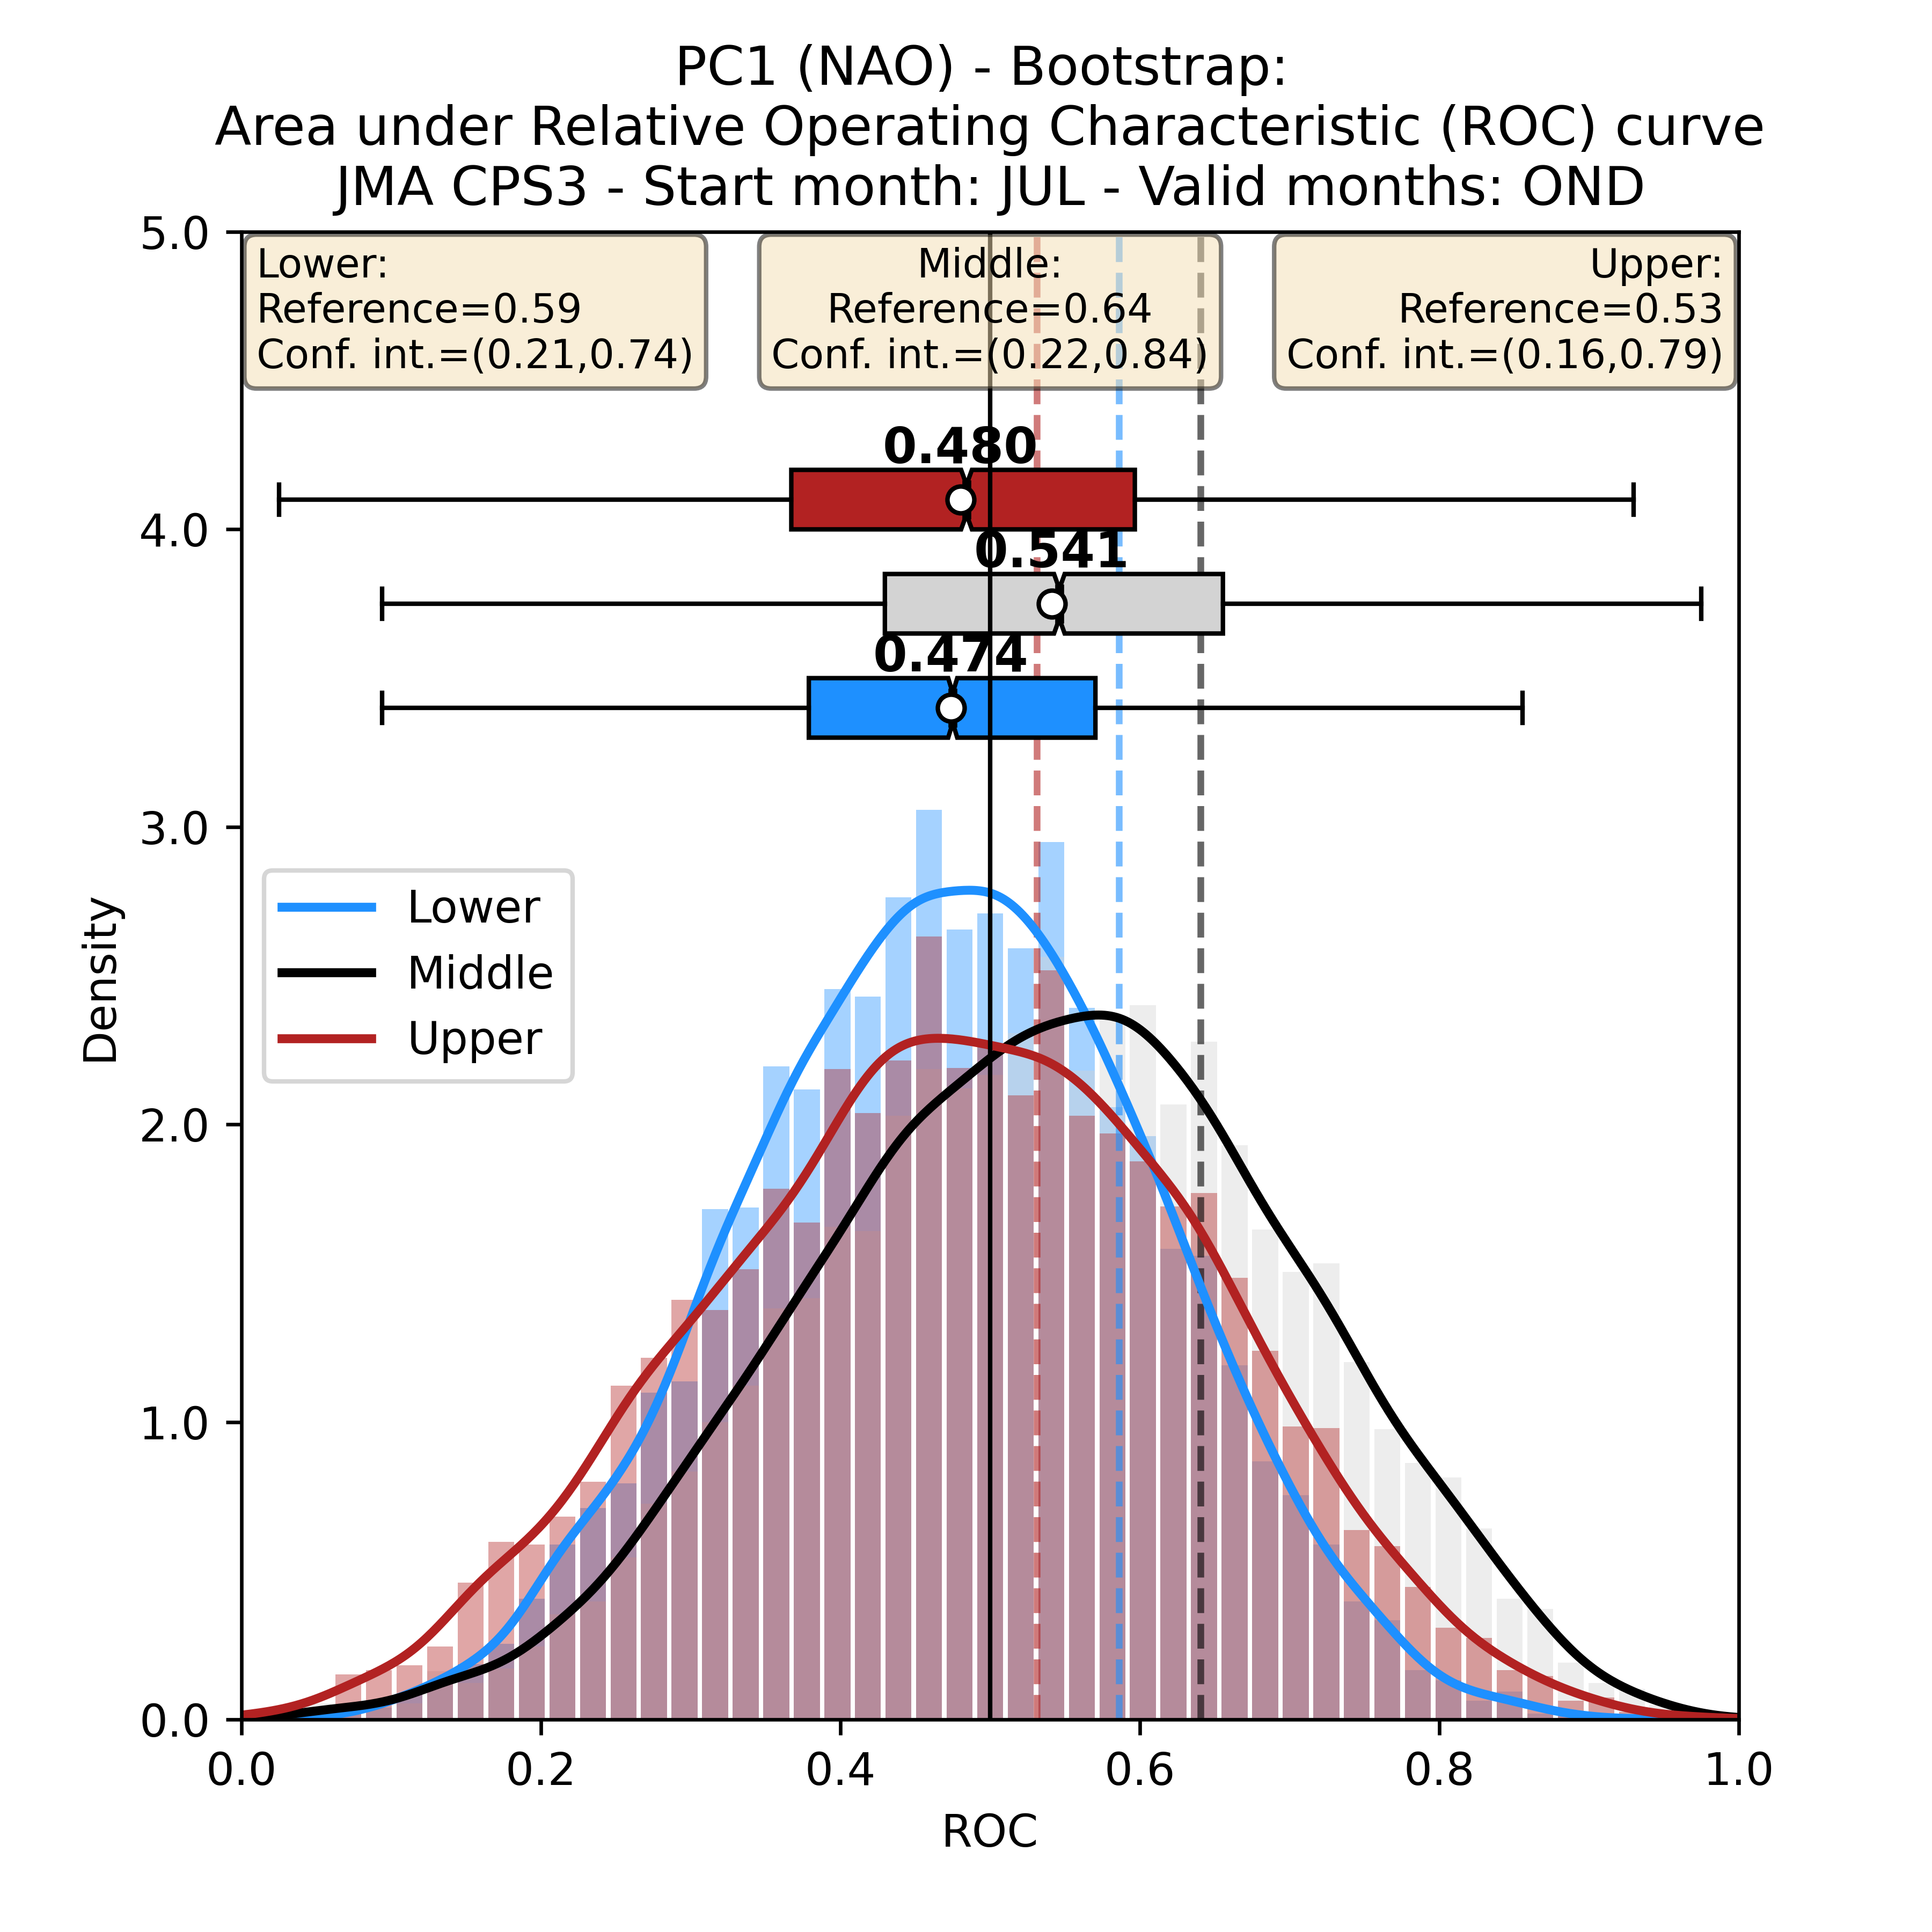 PC1 (NAO) - Bootstrap:
Area under Relative Operating Characteristic (ROC) curve
JMA CPS3 - Start month: JUL - Valid months: OND
Lower:
Reference=0.59
Conf. int.=(0.21,0.74)
Middle:
Reference=0.64
Conf. int.=(0.22,0.84)
Upper:
Reference=0.53
Conf. int.=(0.16,0.79)
0.480
0.541
0.474
Lower
Middle
Upper
Density
5.0
4.0
3.0
2.0
1.0
0.0
0.0 0.2 0.4 0.6 0.8 1.0
ROC